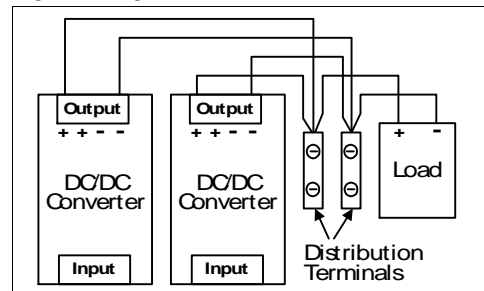 Output
+ + - -
DC/DC
Converter
Input
Output
+ + - -
DC/DC
Converter
Input
+ -
Load
Distribution
Terminals